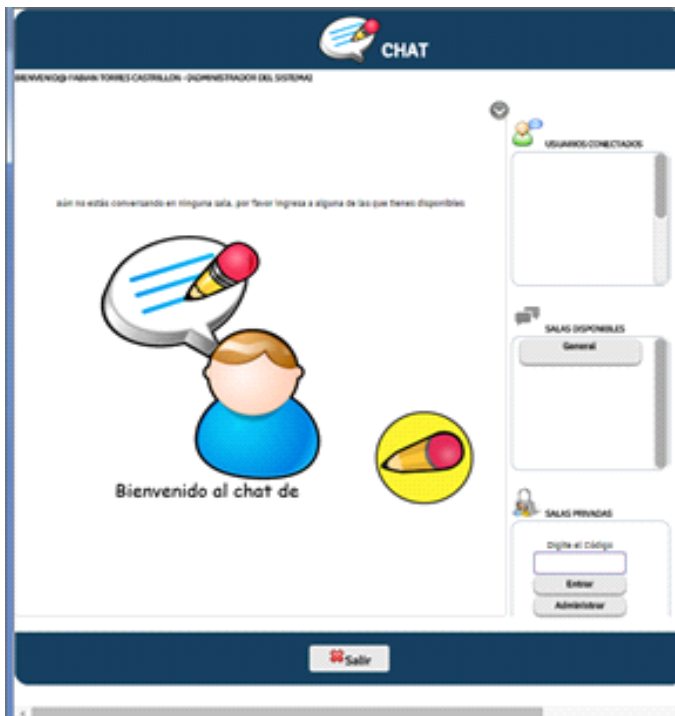 CHAT
BIENVENID@ FABIAN TORRES CASTRILLON - [ADMINISTRADOR DEL SISTEMA]
aún no estás conversando en ninguna sala, por favor ingresa a alguna de las que tienes disponibles
Bienvenido al chat de
USUARIOS CONECTADOS
SALAS DISPONIBLES
General
SALAS PRIVADAS
Digite el Código
Entrar
Administrar
Salir